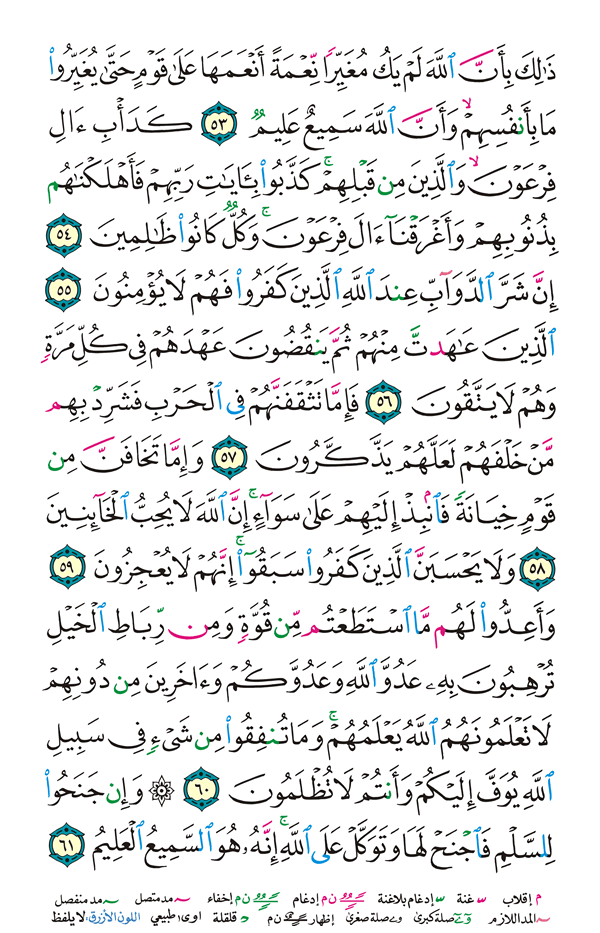 ذَٰلِكَ بِأَنَّ ٱللَّهَ لَمْ يَكُ مُغَيِّرًا نِّعْمَةً أَنْعَمَهَا عَلَىٰ قَوْمٍ حَتَّىٰ يُغَيِّرُوا۟
مَا بِأَنفُسِهِمْ ۙ وَأَنَّ ٱللَّهَ سَمِيعٌ عَلِيمٌ ٥٣ كَدَأْبِ ءَالِ
فِرْعَوْنَ ۙ وَٱلَّذِينَ مِن قَبْلِهِمْ ۚ كَذَّبُوا۟ بِـَٔايَٰتِ رَبِّهِمْ فَأَهْلَكْنَٰهُم
بِذُنُوبِهِمْ وَأَغْرَقْنَآ ءَالَ فِرْعَوْنَ ۚ وَكُلٌّ كَانُوا۟ ظَٰلِمِينَ ٥٤
إِنَّ شَرَّ ٱلدَّوَآبِّ عِندَ ٱللَّهِ ٱلَّذِينَ كَفَرُوا۟ فَهُمْ لَا يُؤْمِنُونَ ٥٥
ٱلَّذِينَ عَٰهَدتَّ مِنْهُمْ ثُمَّ يَنقُضُونَ عَهْدَهُمْ فِى كُلِّ مَرَّةٍ
وَهُمْ لَا يَتَّقُونَ ٥٦ فَإِمَّا تَثْقَفَنَّهُمْ فِى ٱلْحَرْبِ فَشَرِّدْ بِهِم
مَّنْ خَلْفَهُمْ لَعَلَّهُمْ يَذَّكَّرُونَ ٥٧ وَإِمَّا تَخَافَنَّ مِن
قَوْمٍ خِيَانَةً فَٱنۢبِذْ إِلَيْهِمْ عَلَىٰ سَوَآءٍ ۚ إِنَّ ٱللَّهَ لَا يُحِبُّ ٱلْخَآئِنِينَ
٥٨ وَلَا يَحْسَبَنَّ ٱلَّذِينَ كَفَرُوا۟ سَبَقُوٓا۟ ۚ إِنَّهُمْ لَا يُعْجِزُونَ ٥٩
وَأَعِدُّوا۟ لَهُم مَّا ٱسْتَطَعْتُم مِّن قُوَّةٍ وَمِن رِّبَاطِ ٱلْخَيْلِ
تُرْهِبُونَ بِهِۦ عَدُوَّ ٱللَّهِ وَعَدُوَّكُمْ وَءَاخَرِينَ مِن دُونِهِمْ
لَا تَعْلَمُونَهُمُ ٱللَّهُ يَعْلَمُهُمْ ۚ وَمَا تُنفِقُوا۟ مِن شَىْءٍ فِى سَبِيلِ
ٱللَّهِ يُوَفَّ إِلَيْكُمْ وَأَنتُمْ لَا تُظْلَمُونَ ٦٠ ۞ وَإِن جَنَحُوا۟
لِلسَّلْمِ فَٱجْنَحْ لَهَا وَتَوَكَّلْ عَلَى ٱللَّهِ ۚ إِنَّهُۥ هُوَ ٱلسَّمِيعُ ٱلْعَلِيمُ ٦١
م إقلاب غنة إدغام بلاغنة ن م إدغام ن م إخفاء مد متصل مد منفصل
المد اللازم صلة كبرى صلة صغرى إظهار ن م قلقلة اوى: طبيعي اللون الأزرق: لا يلفظ